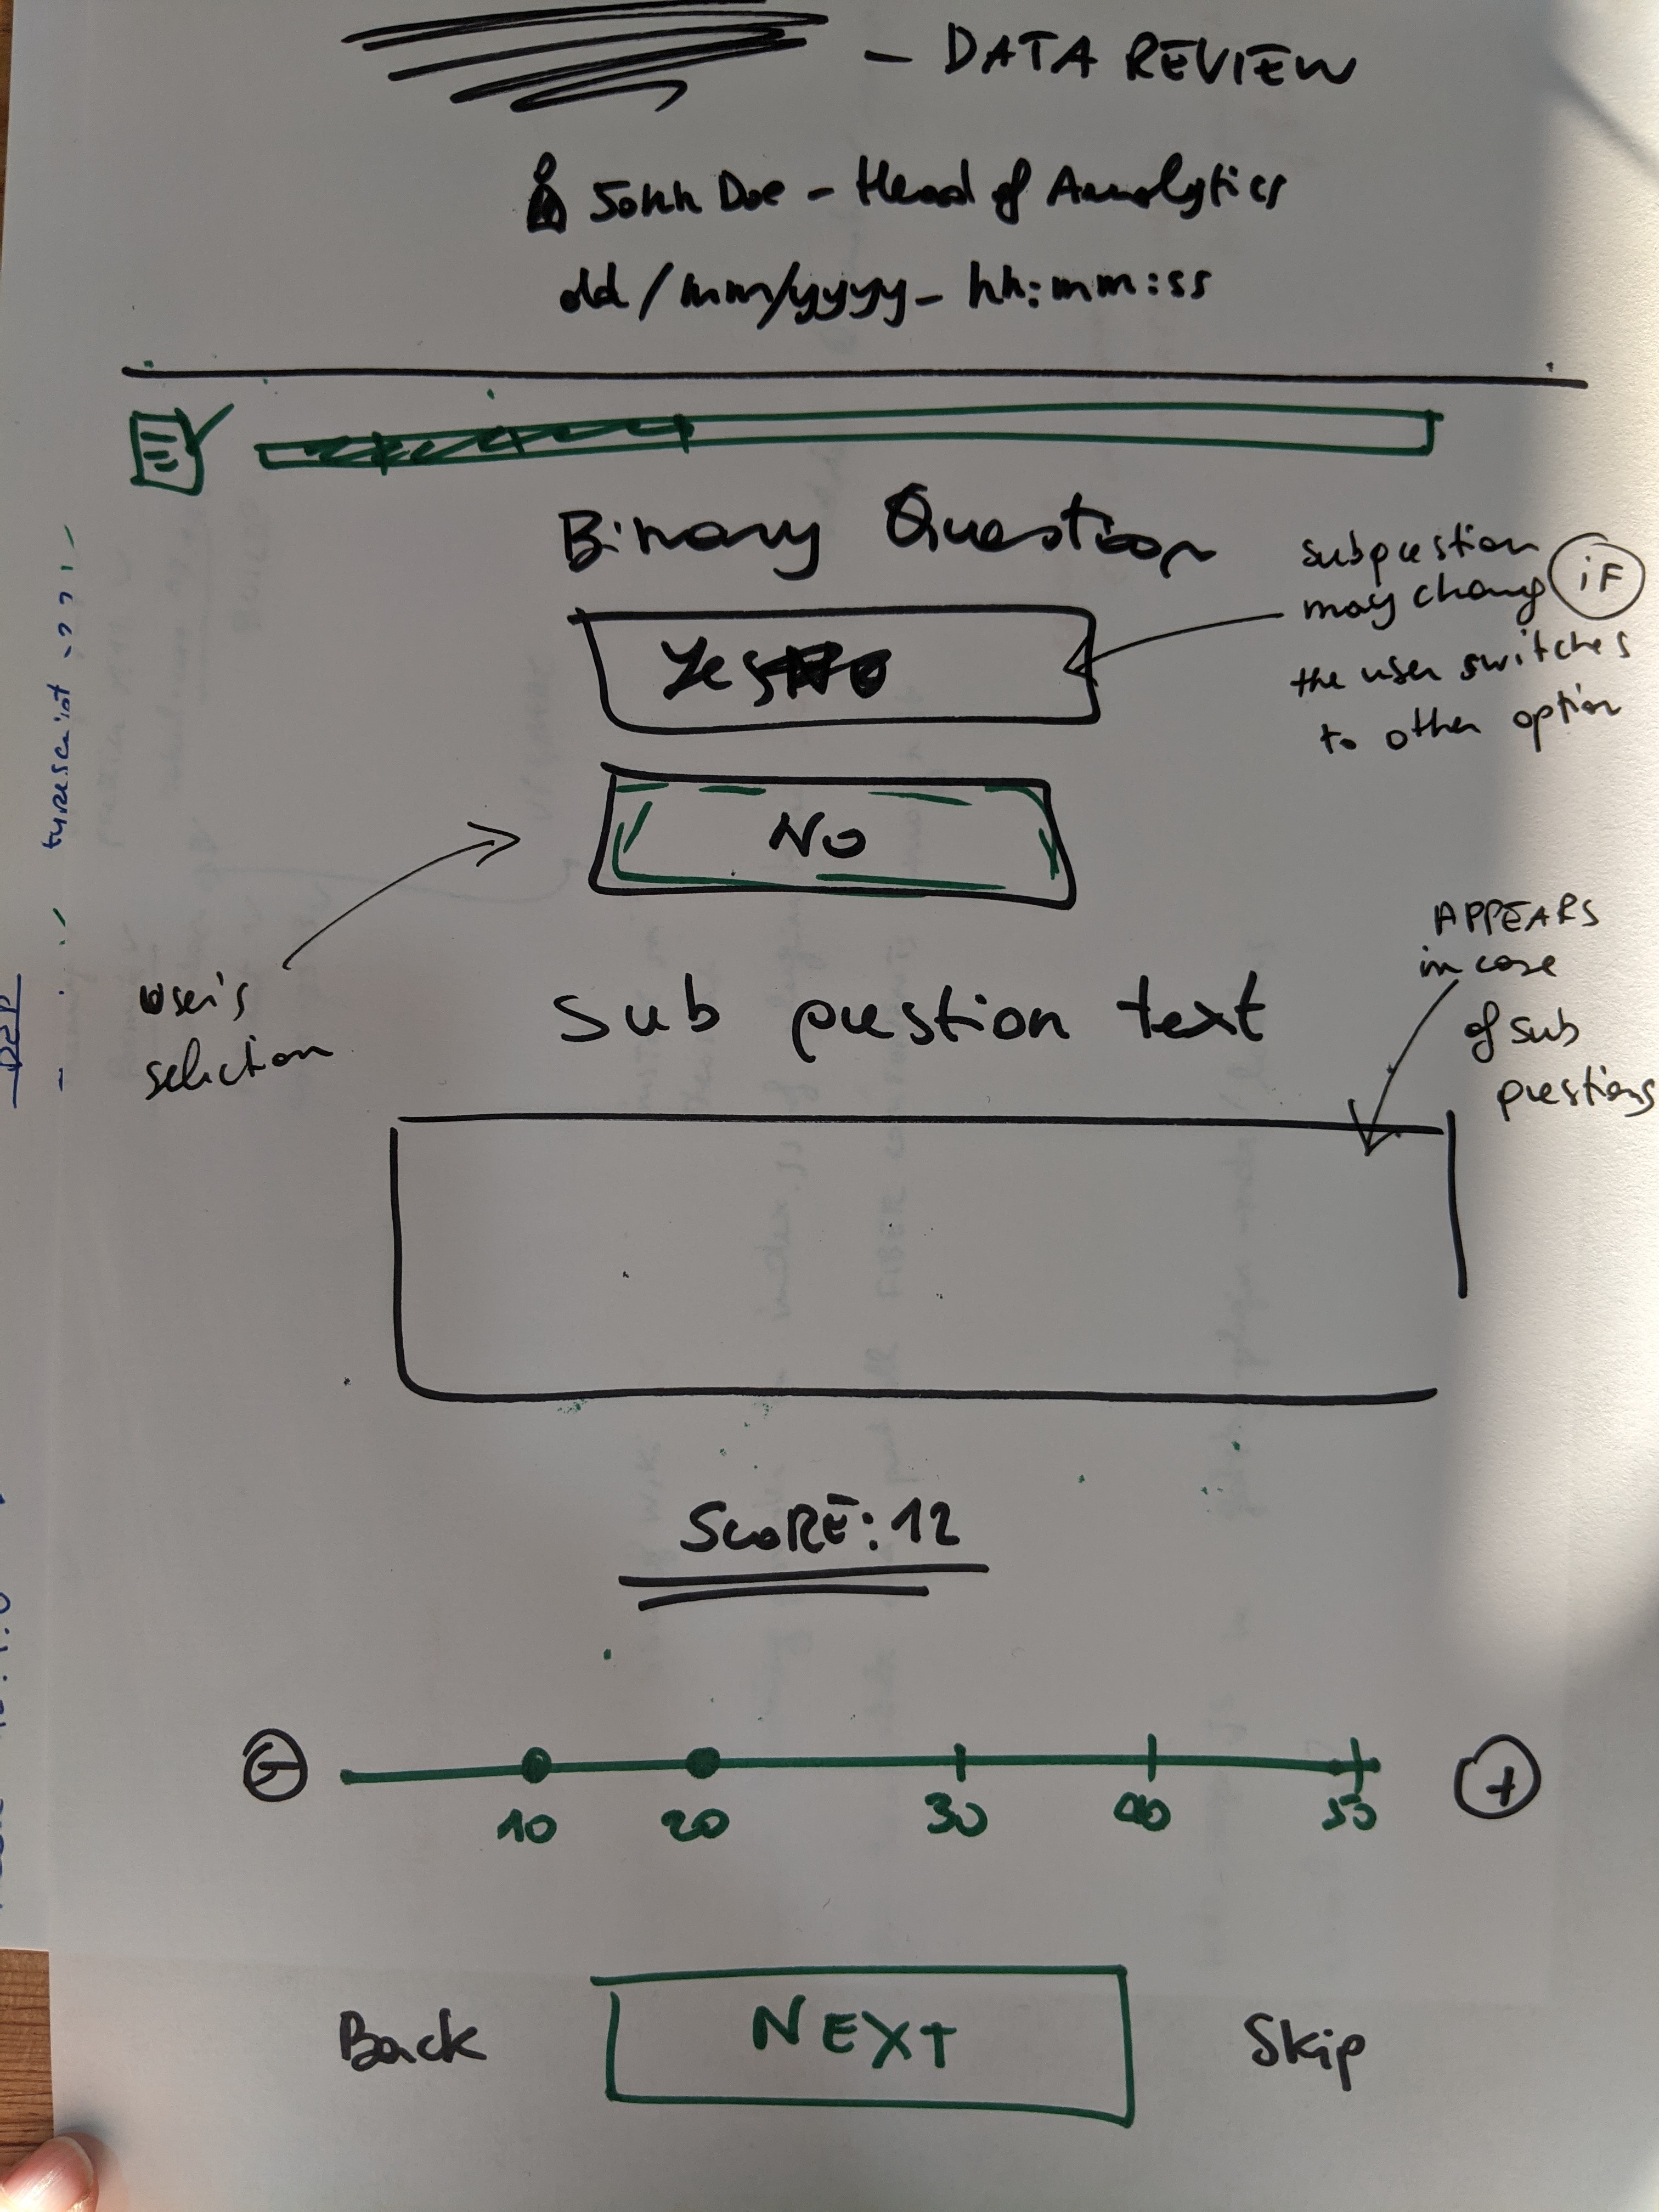 - DATA REVIEW
John Doe - Head of Analytics
dd/mm/yyyy - hh:mm:ss
Binary Question
subquestion
may change IF
the user switches
to other option
Yes
NO
user's
selection
APPEARS
in case
of sub
questions
Sub question text
SCORE: 12
-
+
10 20 30 40 50
Back
NEXT
Skip